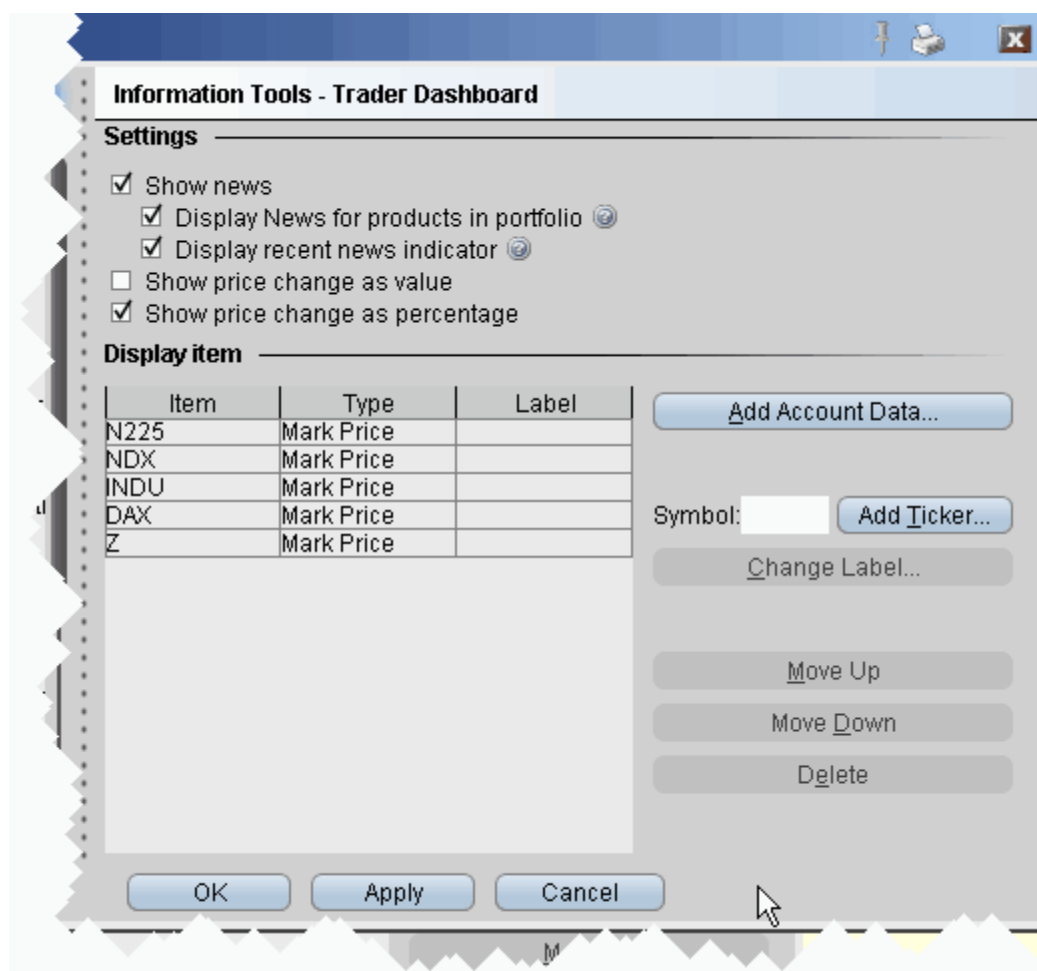 Information Tools - Trader Dashboard
Settings
Show news
Display News for products in portfolio
Display recent news indicator
Show price change as value
Show price change as percentage
Display item
Item Type Label
N225 Mark Price
NDX Mark Price
INDU Mark Price
DAX Mark Price
Z Mark Price
Add Account Data...
Symbol: Add Ticker...
Change Label...
Move Up
Move Down
Delete
OK Apply Cancel